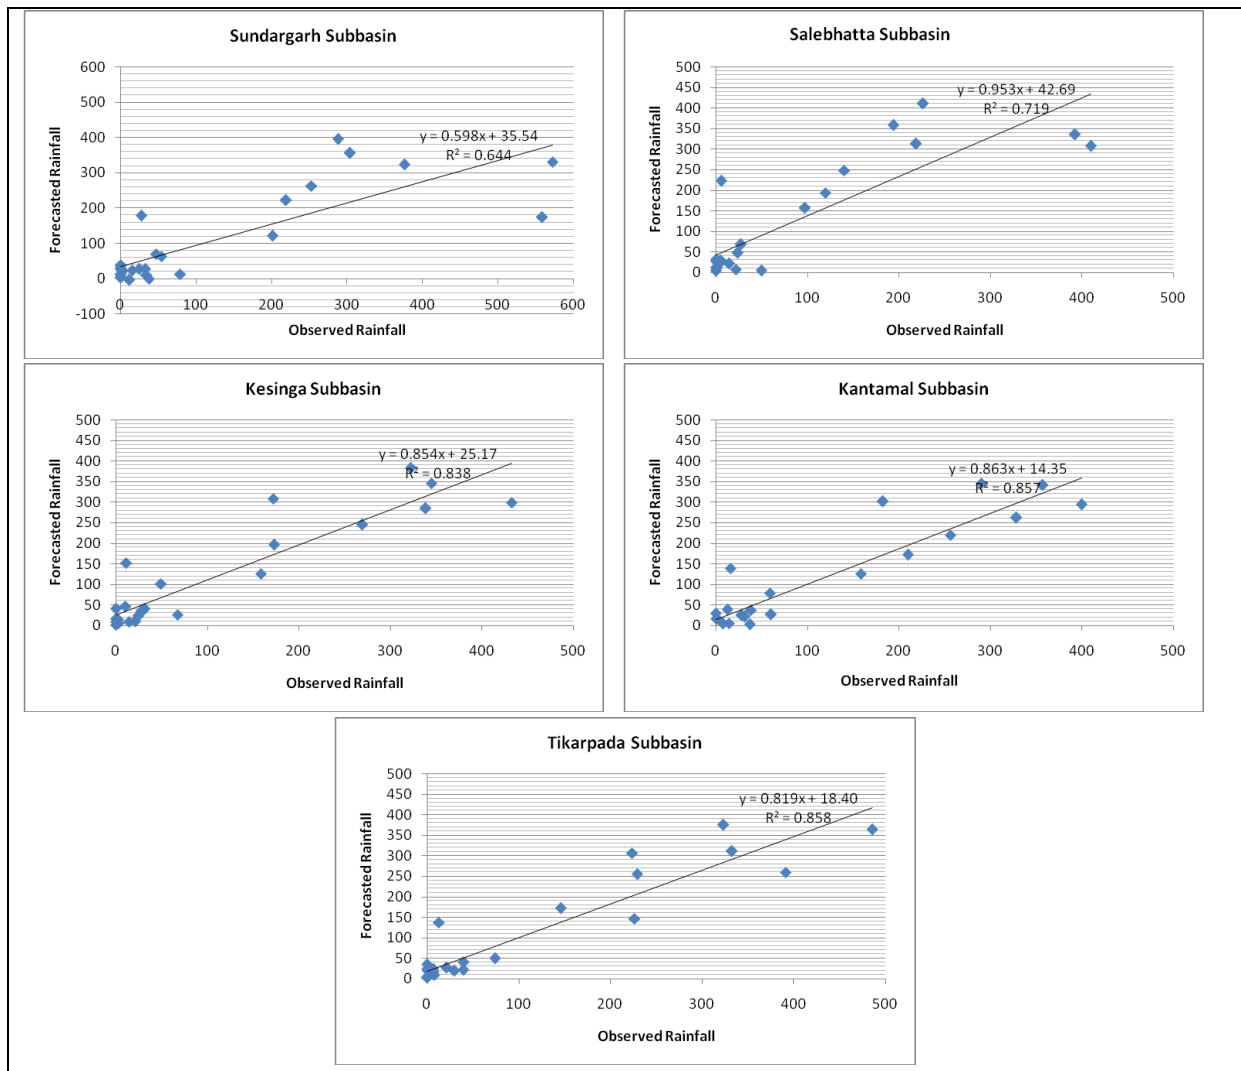 Sundargarh Subbasin
600
500
400
300
200
100
0
-100
Forecasted Rainfall
y = 0.598x + 35.54
R² = 0.644
0 100 200 300 400 500 600
Observed Rainfall
Salebhatta Subbasin
500
450
400
350
300
250
200
150
100
50
0
Forecasted Rainfall
y = 0.953x + 42.69
R² = 0.719
0 100 200 300 400 500
Observed Rainfall
Kesinga Subbasin
500
450
400
350
300
250
200
150
100
50
0
Forecasted Rainfall
y = 0.854x + 25.17
R² = 0.838
0 100 200 300 400 500
Observed Rainfall
Kantamal Subbasin
500
450
400
350
300
250
200
150
100
50
0
Forecasted Rainfall
y = 0.863x + 14.35
R² = 0.857
0 100 200 300 400 500
Observed Rainfall
Tikarpada Subbasin
500
450
400
350
300
250
200
150
100
50
0
Forecasted Rainfall
y = 0.819x + 18.40
R² = 0.858
0 100 200 300 400 500
Observed Rainfall